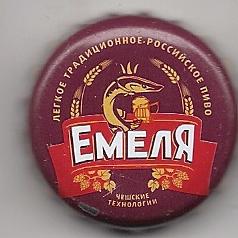 ЛЕГКОЕ ТРАДИЦИОННОЕ·РОССИЙСКОЕ ПИВО
ЕМЕЛЯ
ЧЕШСКИЕ
ТЕХНОЛОГИИ